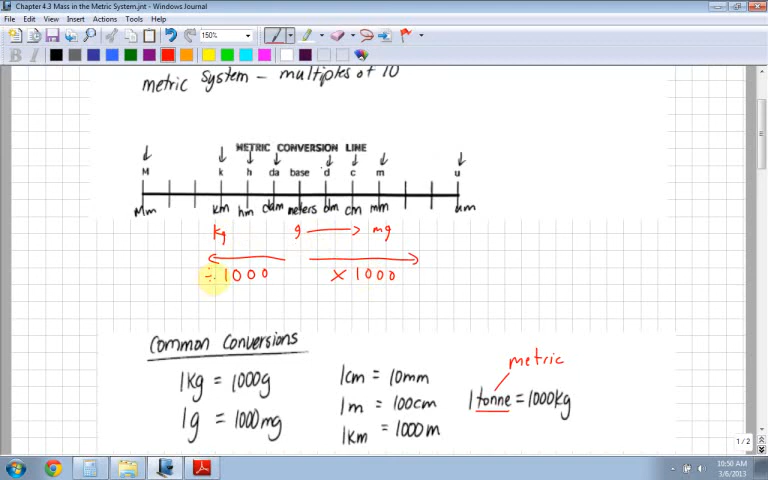 Chapter 4.3 Mass in the Metric System.jnt - Windows Journal
File Edit View Insert Actions Tools Help
150%
B I
metric System - multiples of 10
METRIC CONVERSION LINE
M k h da base d c m u
Mm km hm dam meters dm cm mm um
kg g → mg
÷ 1000 × 1000
Common Conversions
metric
1kg = 1000g 1cm = 10mm 1 tonne = 1000kg
1g = 1000mg 1m = 100cm
1km = 1000m
1 / 2
10:50 AM
3/6/2013